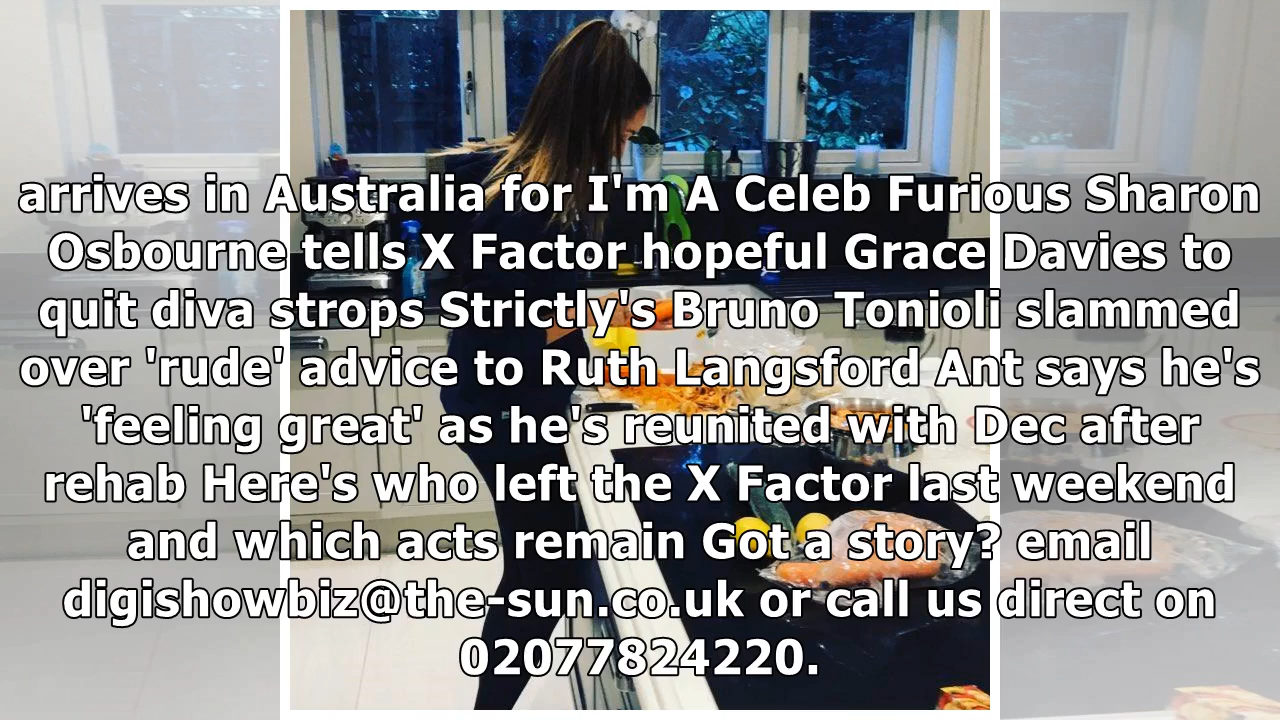 arrives in Australia for I'm A Celeb Furious Sharon
Osbourne tells X Factor hopeful Grace Davies to
quit diva strops Strictly's Bruno Tonioli slammed
over 'rude' advice to Ruth Langsford Ant says he's
'feeling great' as he's reunited with Dec after
rehab Here's who left the X Factor last weekend
and which acts remain Got a story? email
digishowbiz@the-sun.co.uk or call us direct on
02077824220.